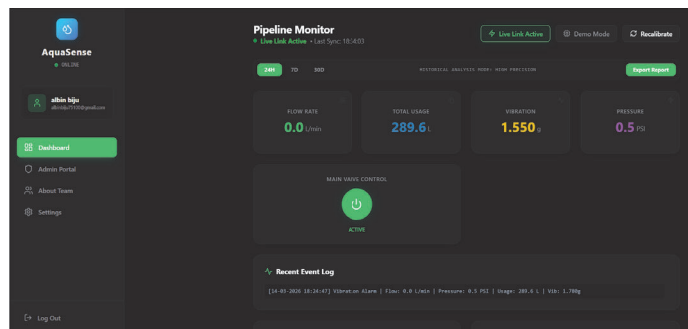 AquaSense
ONLINE
albin biju
Dashboard
Admin Portal
About Team
Settings
Log Out
Pipeline Monitor
Live Link Active • Last Sync: 18:4:03
Live Link Active
Demo Mode
Recalibrate
24H 7D 30D
HISTORICAL ANALYSIS MODE: HIGH PRECISION
Export Report
FLOW RATE
0.0 L/min
TOTAL USAGE
289.6 L
VIBRATION
1.550 g
PRESSURE
0.5 PSI
MAIN VALVE CONTROL
ACTIVE
Recent Event Log
[14-03-2026 18:24:47] Vibration Alarm | Flow: 0.0 L/min | Pressure: 0.5 PSI | Usage: 289.6 L | Vib: 1.780g